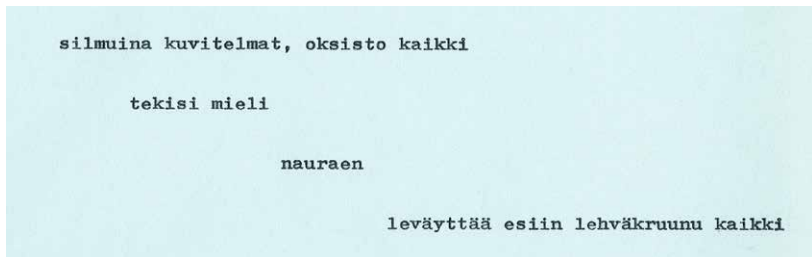 silmuina kuvitelmat, oksisto kaikki
tekisi mieli
nauraen
leväyttää esiin lehväkruunu kaikki